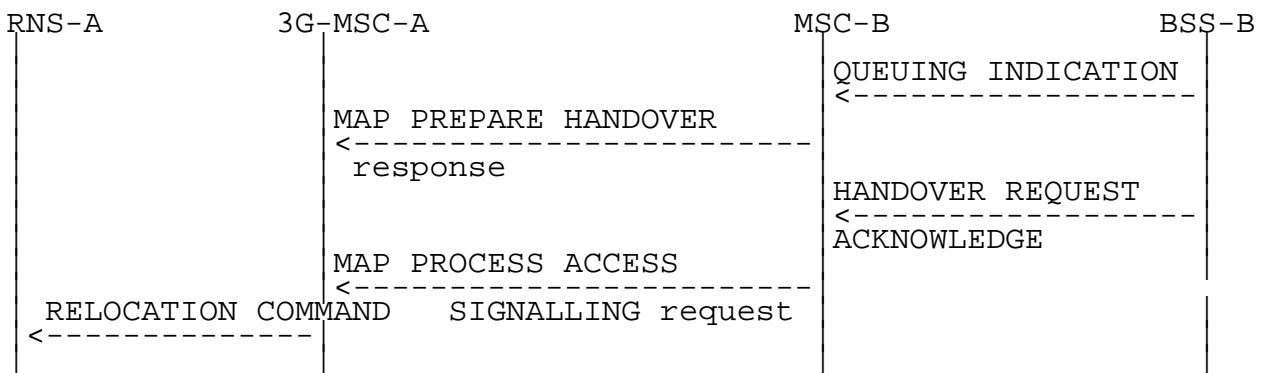 RNS-A 3G-MSC-A MSC-B BSS-B
QUEUING INDICATION
MAP PREPARE HANDOVER
response
HANDOVER REQUEST
ACKNOWLEDGE
MAP PROCESS ACCESS
RELOCATION COMMAND SIGNALLING request